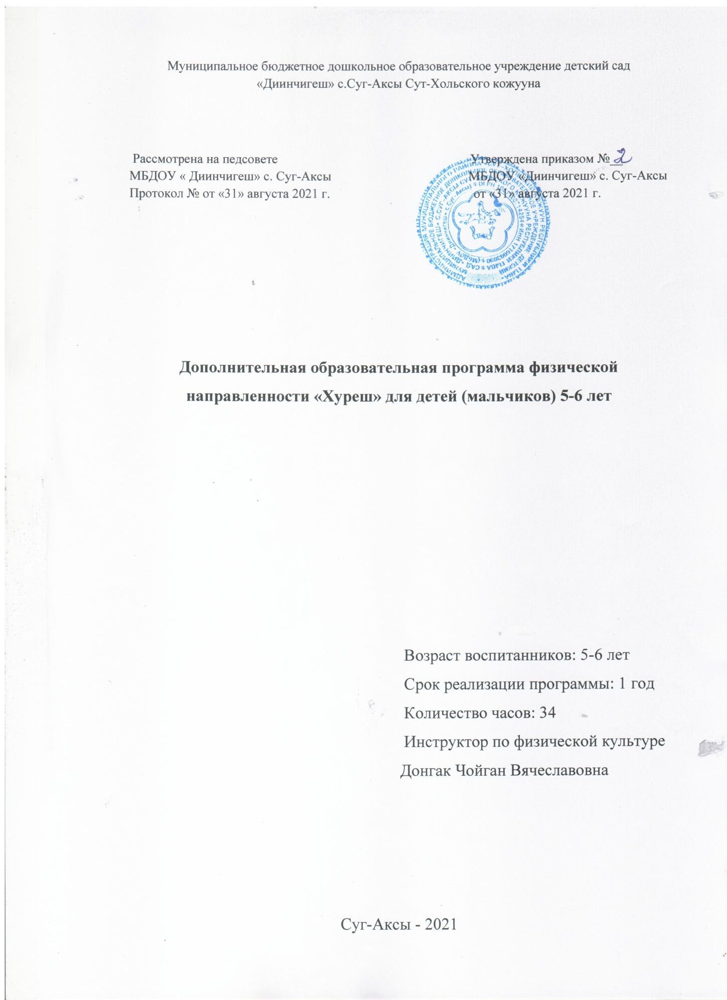 Муниципальное бюджетное дошкольное образовательное учреждение детский сад
«Диинчигеш» с.Суг-Аксы Сут-Хольского кожууна
Рассмотрена на педсовете
МБДОУ « Диинчигеш» с. Суг-Аксы
Протокол № от «31» августа 2021 г.
Утверждена приказом № 2
МБДОУ «Диинчигеш» с. Суг-Аксы
от «31» августа 2021 г.
Дополнительная образовательная программа физической
направленности «Хуреш» для детей (мальчиков) 5-6 лет
Возраст воспитанников: 5-6 лет
Срок реализации программы: 1 год
Количество часов: 34
Инструктор по физической культуре
Донгак Чойган Вячеславовна
Суг-Аксы - 2021